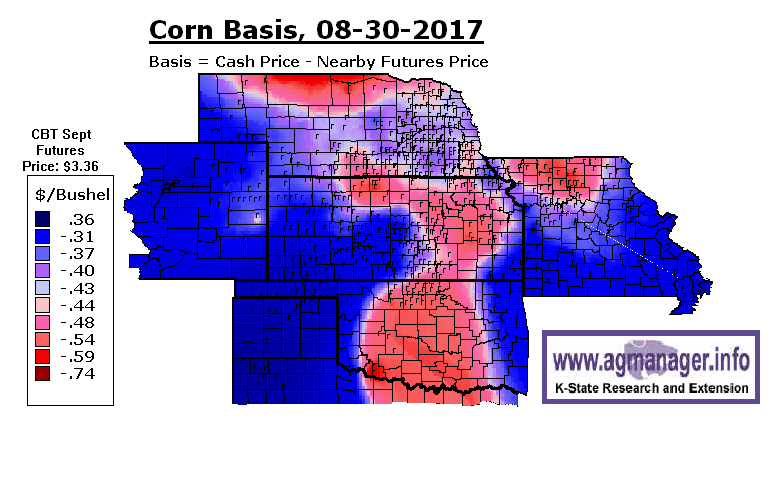 Corn Basis, 08-30-2017
Basis = Cash Price - Nearby Futures Price
CBT Sept
Futures
Price: $3.36
$/Bushel
.36
-.31
-.37
-.40
-.43
-.44
-.48
-.54
-.59
-.74
www.agmanager.info
K-State Research and Extension